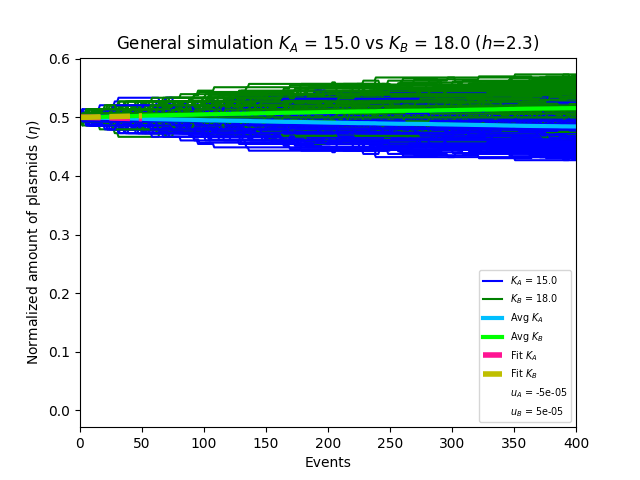 General simulation K_A = 15.0 vs K_B = 18.0 (h=2.3)
0.6
0.5
0.4
0.3
0.2
0.1
0.0
Normalized amount of plasmids (η)
K_A = 15.0
K_B = 18.0
Avg K_A
Avg K_B
Fit K_A
Fit K_B
u_A = -5e-05
u_B = 5e-05
0 50 100 150 200 250 300 350 400
Events